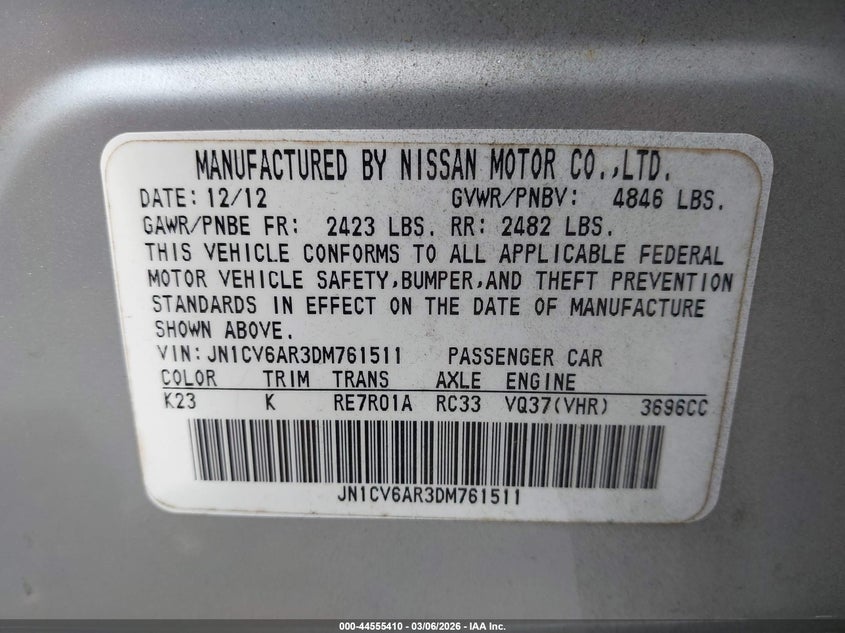 MANUFACTURED BY NISSAN MOTOR CO.,LTD.
DATE: 12/12 GVWR/PNBV: 4846 LBS.
GAWR/PNBE FR: 2423 LBS. RR: 2482 LBS.
THIS VEHICLE CONFORMS TO ALL APPLICABLE FEDERAL
MOTOR VEHICLE SAFETY,BUMPER,AND THEFT PREVENTION
STANDARDS IN EFFECT ON THE DATE OF MANUFACTURE
SHOWN ABOVE.
VIN: JN1CV6AR3DM761511 PASSENGER CAR
COLOR TRIM TRANS AXLE ENGINE
K23 K RE7R01A RC33 VQ37(VHR) 3696CC
JN1CV6AR3DM761511
000-44555410 - 03/06/2026 - IAA Inc.